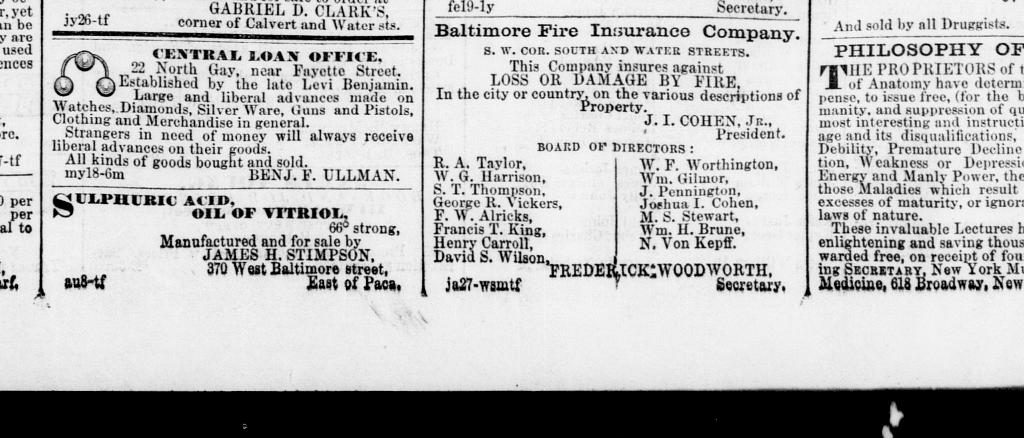 r, yet
an be
y are
used
ences
ore.
7-tf
0 per
per
al to
arf.
GABRIEL D. CLARK'S,
jy26-tf corner of Calvert and Water sts.
CENTRAL LOAN OFFICE,
22 North Gay, near Fayette Street.
Established by the late Levi Benjamin.
Large and liberal advances made on
Watches, Diamonds, Silver Ware, Guns and Pistols,
Clothing and Merchandise in general.
Strangers in need of money will always receive
liberal advances on their goods.
All kinds of goods bought and sold.
my18-6m BENJ. F. ULLMAN.
SULPHURIC ACID,
OIL OF VITRIOL,
66° strong,
Manufactured and for sale by
JAMES H. STIMPSON,
370 West Baltimore street,
au8-tf East of Paca.
fe19-1y Secretary.
Baltimore Fire Insurance Company.
S. W. COR. SOUTH AND WATER STREETS.
This Company insures against
LOSS OR DAMAGE BY FIRE,
In the city or country, on the various descriptions of
Property.
J. I. COHEN, JR.,
President.
BOARD OF DIRECTORS:
R. A. Taylor,
W. G. Harrison,
S. T. Thompson,
George R. Vickers,
F. W. Alricks,
Francis T. King,
Henry Carroll,
David S. Wilson,
W. F. Worthington,
Wm. Gilmor,
J. Pennington,
Joshua I. Cohen,
M. S. Stewart,
Wm. H. Brune,
N. Von Kepff.
FREDERICK WOODWORTH,
ja27-wsmtf Secretary.
And sold by all Druggists.
PHILOSOPHY OF
THE PROPRIETORS of t
of Anatomy have determ
pense, to issue free, (for the b
manity, and suppression of qu
most interesting and instructi
age and its disqualifications,
Debility, Premature Decline
tion, Weakness or Depressio
Energy and Manly Power, the
those Maladies which result
excesses of maturity, or ignora
laws of nature.
These invaluable Lectures h
enlightening and saving thous
warded free, on receipt of fou
ing SECRETARY, New York Mu
Medicine, 618 Broadway, New